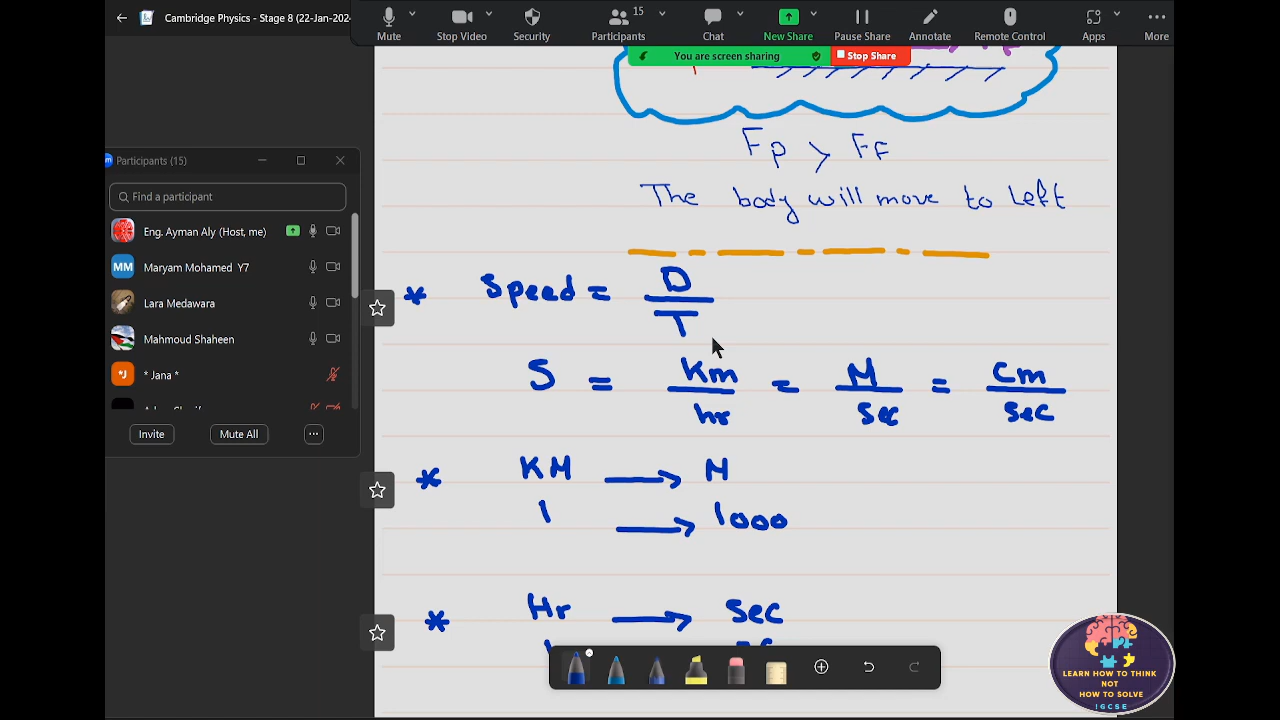 Cambridge Physics - Stage 8 (22-Jan-202
15
Mute
Stop Video
Security
Participants
Chat
New Share
Pause Share
Annotate
Remote Control
Apps
More
You are screen sharing
Stop Share
Fp > FF
The body will move to left
Participants (15)
Find a participant
Eng. Ayman Aly (Host, me)
MM
Maryam Mohamed Y7
Lara Medawara
Mahmoud Shaheen
*J
* Jana *
Invite
Mute All
* Speed = D
T
S = Km = M = Cm
hr sec sec
* KM → M
1 → 1000
* Hr → Sec
LEARN HOW TO THINK
NOT
HOW TO SOLVE
IGCSE